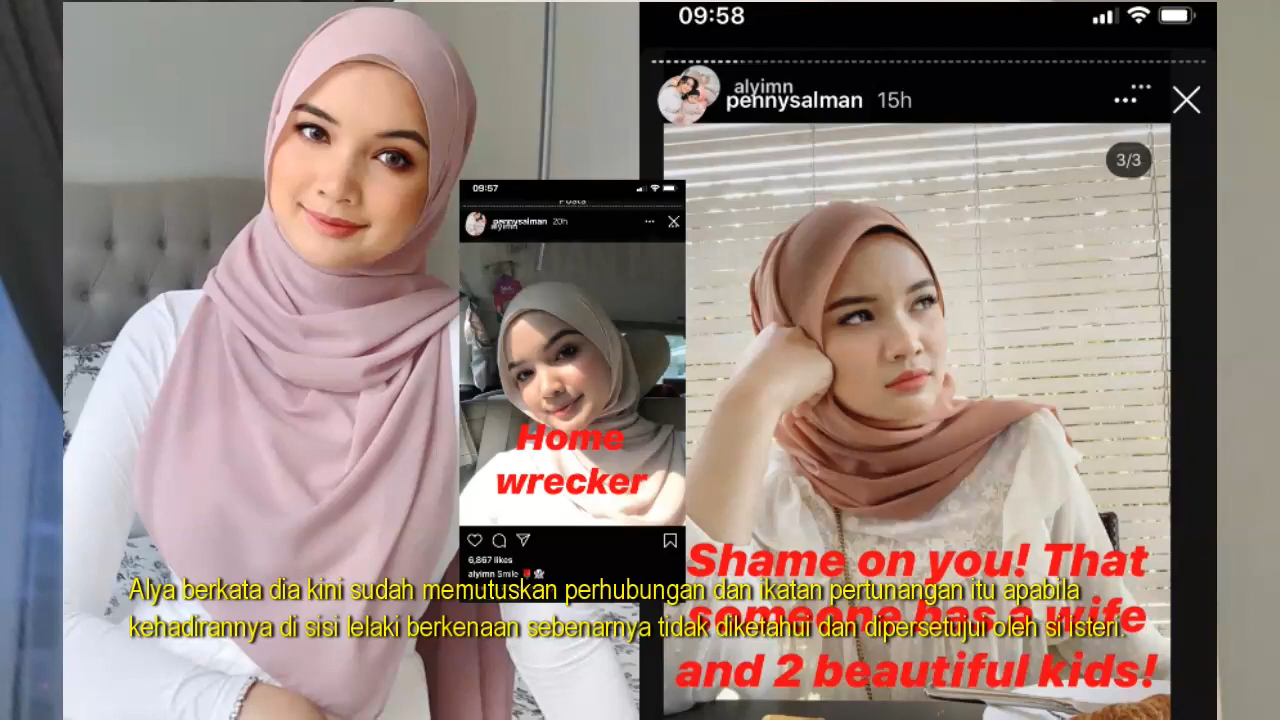 09:58
alyimn
pennysalman 15h
3/3
09:57
Posts
pennysalman 20h
alyimn
Home
wrecker
6,867 likes
alyimn Smile
Shame on you! That
someone has a wife
and 2 beautiful kids!
Alya berkata dia kini sudah memutuskan perhubungan dan ikatan pertunangan itu apabila
kehadirannya di sisi lelaki berkenaan sebenarnya tidak diketahui dan dipersetujui oleh si isteri.